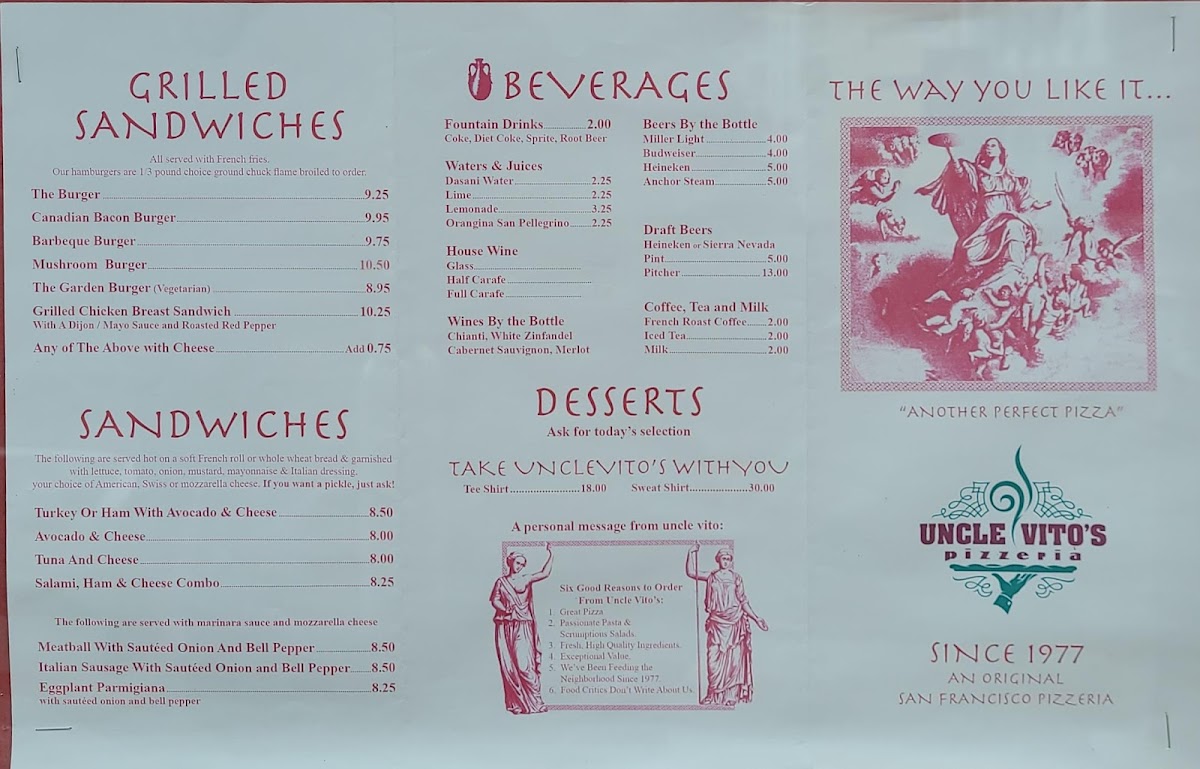 GRILLED
SANDWICHES
All served with French fries.
Our hamburgers are 1/3 pound choice ground chuck flame broiled to order.
The Burger 9.25
Canadian Bacon Burger 9.95
Barbeque Burger 9.75
Mushroom Burger 10.50
The Garden Burger (Vegetarian) 8.95
Grilled Chicken Breast Sandwich 10.25
With A Dijon / Mayo Sauce and Roasted Red Pepper
Any of The Above with Cheese Add 0.75
SANDWICHES
The following are served hot on a soft French roll or whole wheat bread & garnished
with lettuce, tomato, onion, mustard, mayonnaise & Italian dressing,
your choice of American, Swiss or mozzarella cheese. If you want a pickle, just ask!
Turkey Or Ham With Avocado & Cheese 8.50
Avocado & Cheese 8.00
Tuna And Cheese 8.00
Salami, Ham & Cheese Combo 8.25
The following are served with marinara sauce and mozzarella cheese
Meatball With Sautéed Onion And Bell Pepper 8.50
Italian Sausage With Sautéed Onion and Bell Pepper 8.50
Eggplant Parmigiana 8.25
with sautéed onion and bell pepper
BEVERAGES
Fountain Drinks 2.00
Coke, Diet Coke, Sprite, Root Beer
Waters & Juices
Dasani Water 2.25
Lime 2.25
Lemonade 3.25
Orangina San Pellegrino 2.25
House Wine
Glass
Half Carafe
Full Carafe
Wines By the Bottle
Chianti, White Zinfandel
Cabernet Sauvignon, Merlot
Beers By the Bottle
Miller Light 4.00
Budweiser 4.00
Heineken 5.00
Anchor Steam 5.00
Draft Beers
Heineken or Sierra Nevada
Pint 5.00
Pitcher 13.00
Coffee, Tea and Milk
French Roast Coffee 2.00
Iced Tea 2.00
Milk 2.00
DESSERTS
Ask for today's selection
TAKE UNCLE VITO'S WITH YOU
Tee Shirt 18.00 Sweat Shirt 30.00
A personal message from uncle vito:
Six Good Reasons to Order
From Uncle Vito's:
1. Great Pizza
2. Passionate Pasta &
Scrumptions Salads.
3. Fresh, High Quality Ingredients.
4. Exceptional Value.
5. We've Been Feeding the
Neighborhood Since 1977.
6. Food Critics Don't Write About Us.
THE WAY YOU LIKE IT...
"ANOTHER PERFECT PIZZA"
UNCLE VITO'S
pizzeria
SINCE 1977
AN ORIGINAL
SAN FRANCISCO PIZZERIA